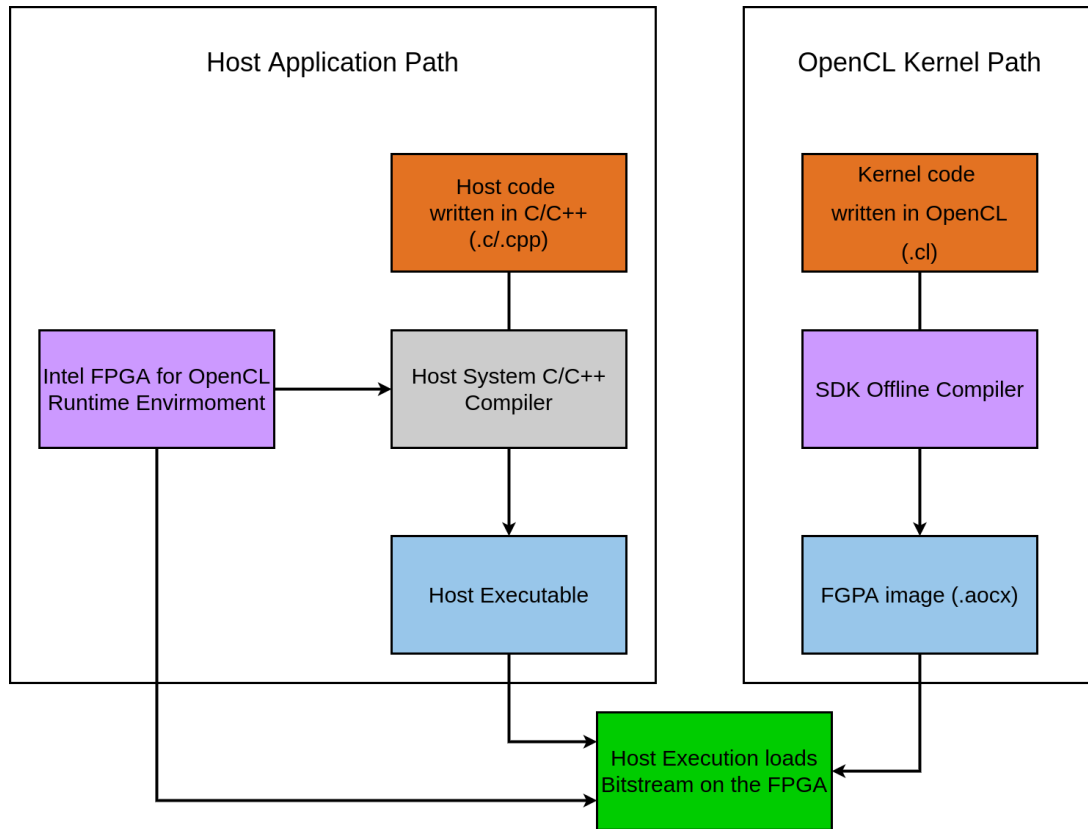 Host Application Path
OpenCL Kernel Path
Host code
written in C/C++
(.c/.cpp)
Kernel code
written in OpenCL
(.cl)
Intel FPGA for OpenCL
Runtime Envirmoment
Host System C/C++
Compiler
SDK Offline Compiler
Host Executable
FGPA image (.aocx)
Host Execution loads
Bitstream on the FPGA